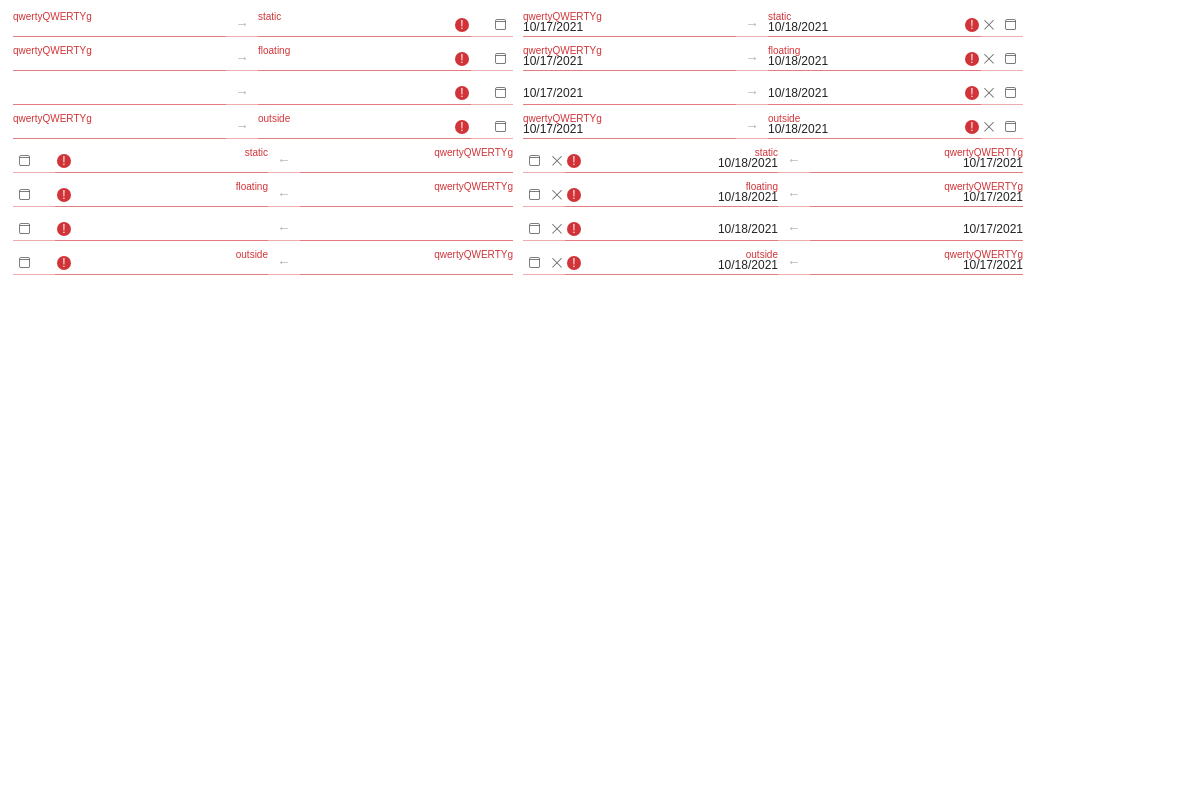 qwertyQWERTYg → static ! qwertyQWERTYg → static !
10/17/2021 10/18/2021
qwertyQWERTYg → floating ! qwertyQWERTYg → floating !
10/17/2021 10/18/2021
→ ! 10/17/2021 → 10/18/2021 !
qwertyQWERTYg → outside ! qwertyQWERTYg → outside !
10/17/2021 10/18/2021
! static ← qwertyQWERTYg ! static ← qwertyQWERTYg
10/18/2021 10/17/2021
! floating ← qwertyQWERTYg ! floating ← qwertyQWERTYg
10/18/2021 10/17/2021
! ← ! 10/18/2021 ← 10/17/2021
! outside ← qwertyQWERTYg ! outside ← qwertyQWERTYg
10/18/2021 10/17/2021